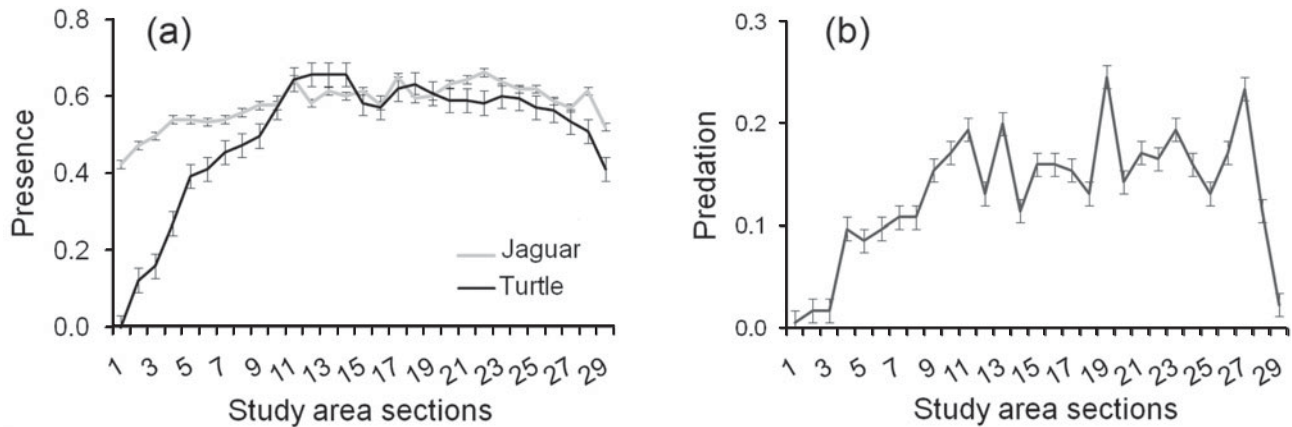 (a)
Presence
0.8
0.6
0.4
0.2
0.0
Jaguar
Turtle
1 3 5 7 9 11 13 15 17 19 21 23 25 27 29
Study area sections
(b)
Predation
0.3
0.2
0.1
0.0
1 3 5 7 9 11 13 15 17 19 21 23 25 27 29
Study area sections